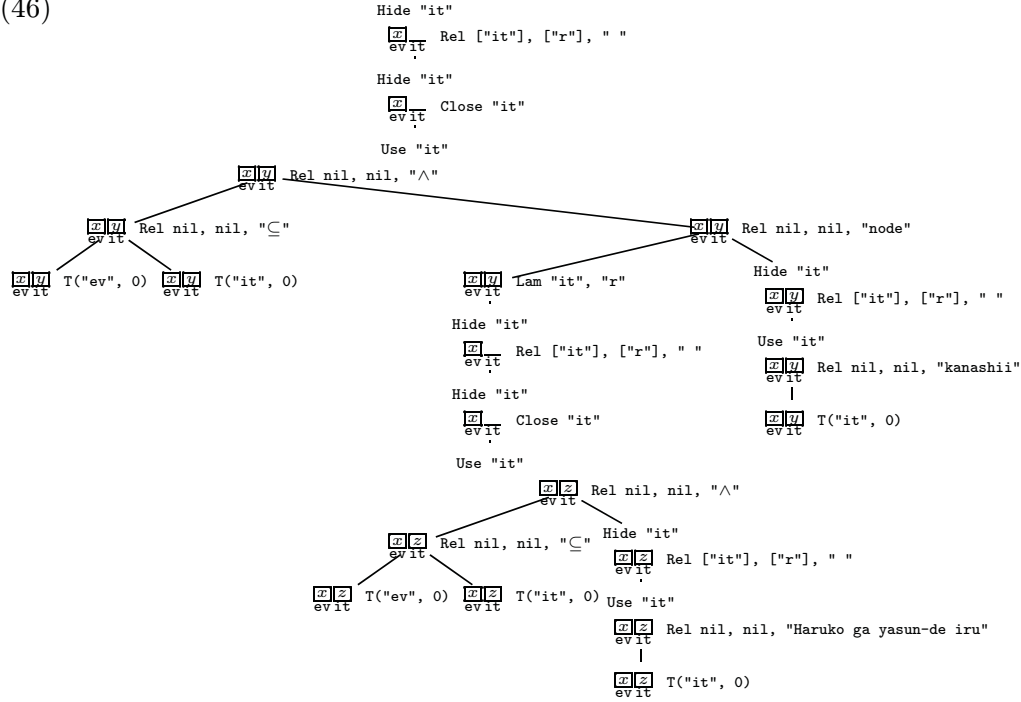 (46)
Hide "it"
x Rel ["it"], ["r"], " "
ev it
Hide "it"
x Close "it"
ev it
Use "it"
x y Rel nil, nil, "∧"
ev it
x y Rel nil, nil, "⊆" x y Rel nil, nil, "node"
ev it ev it
x y T("ev", 0) x y T("it", 0) x y Lam "it", "r" Hide "it"
ev it ev it ev it
x y Rel ["it"], ["r"], " "
ev it
Hide "it"
x Rel ["it"], ["r"], " " Use "it"
ev it
x y Rel nil, nil, "kanashii"
ev it
Hide "it"
x Close "it" x y T("it", 0)
ev it ev it
Use "it"
x z Rel nil, nil, "∧"
ev it
x z Rel nil, nil, "⊆" Hide "it"
ev it
x z Rel ["it"], ["r"], " "
ev it
x z T("ev", 0) x z T("it", 0) Use "it"
ev it ev it
x z Rel nil, nil, "Haruko ga yasun-de iru"
ev it
x z T("it", 0)
ev it